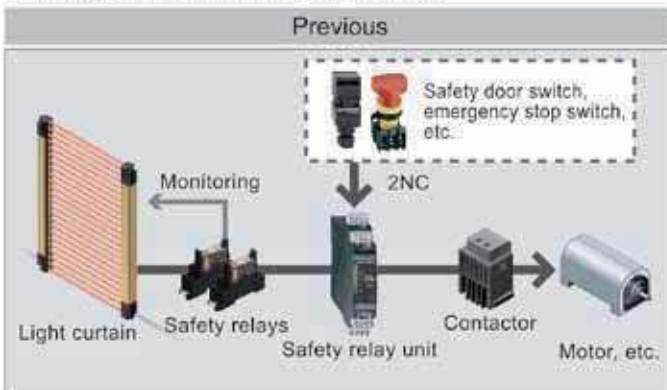 Previous
Safety door switch,
emergency stop switch,
etc.
Monitoring
2NC
Light curtain
Safety relays
Safety relay unit
Contactor
Motor, etc.